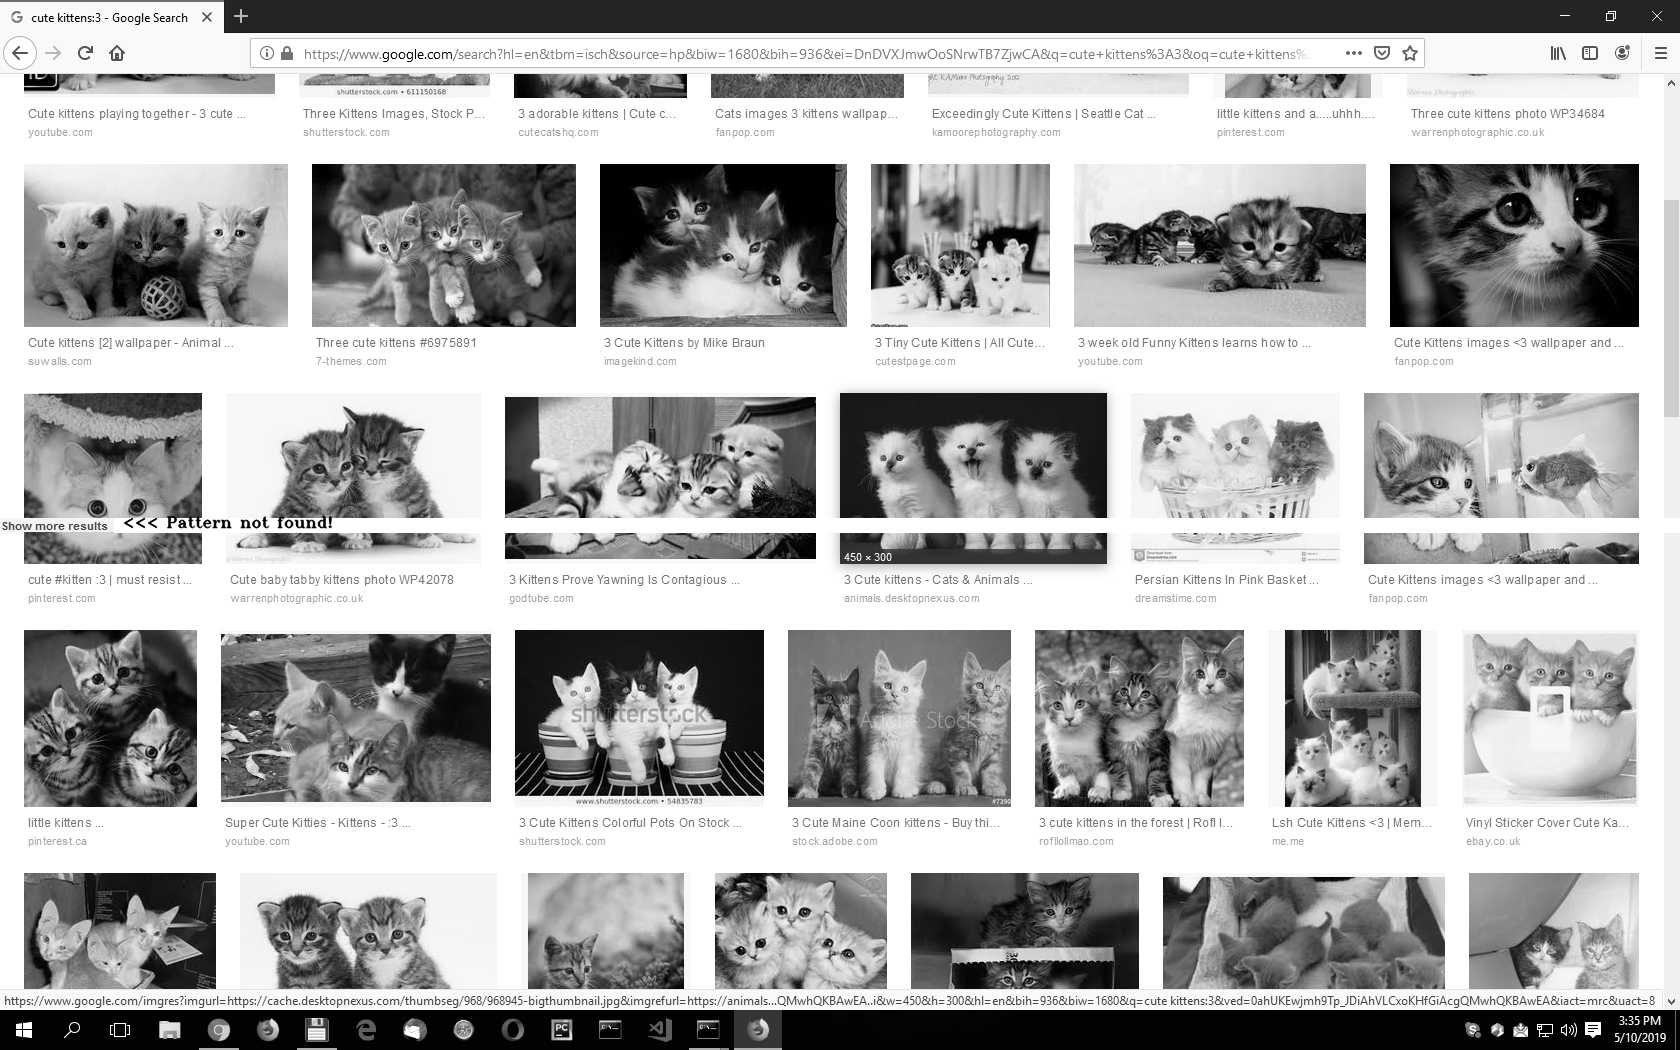 cute kittens:3 - Google Search
https://www.google.com/search?hl=en&tbm=isch&source=hp&biw=1680&bih=936&ei=DnDVXJmwOoSNrwTB7ZjwCA&q=cute+kittens%3A3&oq=cute+kittens%
shutterstock.com • 611150168
Cute kittens playing together - 3 cute ...
youtube.com
Three Kittens Images, Stock P...
shutterstock.com
3 adorable kittens | Cute c...
cutecatshq.com
Cats images 3 kittens wallpap...
fanpop.com
Exceedingly Cute Kittens | Seattle Cat ...
kamoorephotography.com
little kittens and a.....uhhh....
pinterest.com
Three cute kittens photo WP34684
warrenphotographic.co.uk
Cute kittens [2] wallpaper - Animal ...
suwalls.com
Three cute kittens #6975891
7-themes.com
3 Cute Kittens by Mike Braun
imagekind.com
3 Tiny Cute Kittens | All Cute...
cutestpage.com
3 week old Funny Kittens learns how to ...
youtube.com
Cute Kittens images <3 wallpaper and ...
fanpop.com
Show more results <<< Pattern not found!
450 × 300
cute #kitten :3 | must resist ...
pinterest.com
Cute baby tabby kittens photo WP42078
warrenphotographic.co.uk
3 Kittens Prove Yawning Is Contagious ...
godtube.com
3 Cute kittens - Cats & Animals ...
animals.desktopnexus.com
Persian Kittens In Pink Basket ...
dreamstime.com
Cute Kittens images <3 wallpaper and ...
fanpop.com
shutterstock
Adobe Stock
www.shutterstock.com • 54835783
little kittens ...
pinterest.ca
Super Cute Kitties - Kittens - :3 ...
youtube.com
3 Cute Kittens Colorful Pots On Stock ...
shutterstock.com
3 Cute Maine Coon kittens - Buy thi...
stock.adobe.com
3 cute kittens in the forest | Rofl l...
rofllollmao.com
Lsh Cute Kittens <3 | Mem...
me.me
Vinyl Sticker Cover Cute Ka...
ebay.co.uk
https://www.google.com/imgres?imgurl=https://cache.desktopnexus.com/thumbseg/968/968945-bigthumbnail.jpg&imgrefurl=https://animals...QMwhQKBAwEA..i&w=450&h=300&hl=en&bih=936&biw=1680&q=cute kittens:3&ved=0ahUKEwjmh9Tp_JDiAhVLCxoKHfGiAcgQMwhQKBAwEA&iact=mrc&uact=8
3:35 PM
5/10/2019